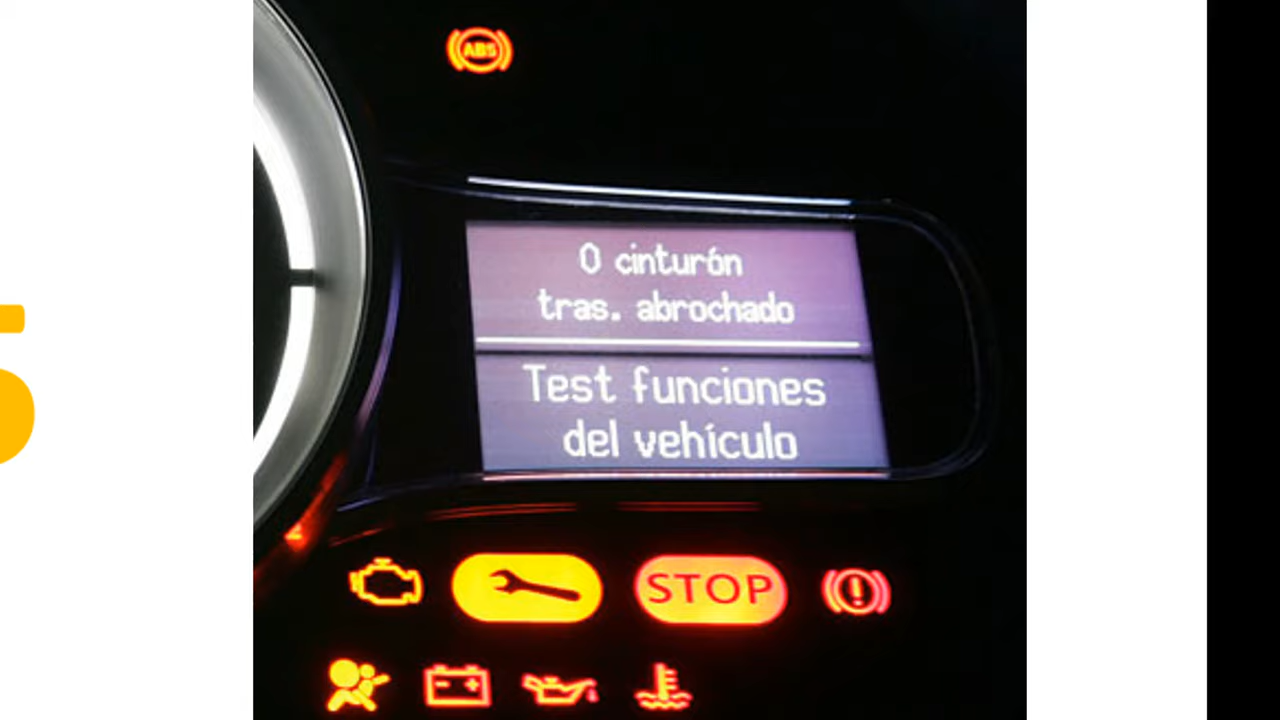 ABS
0 cinturón
tras. abrochado
Test funciones
del vehículo
STOP